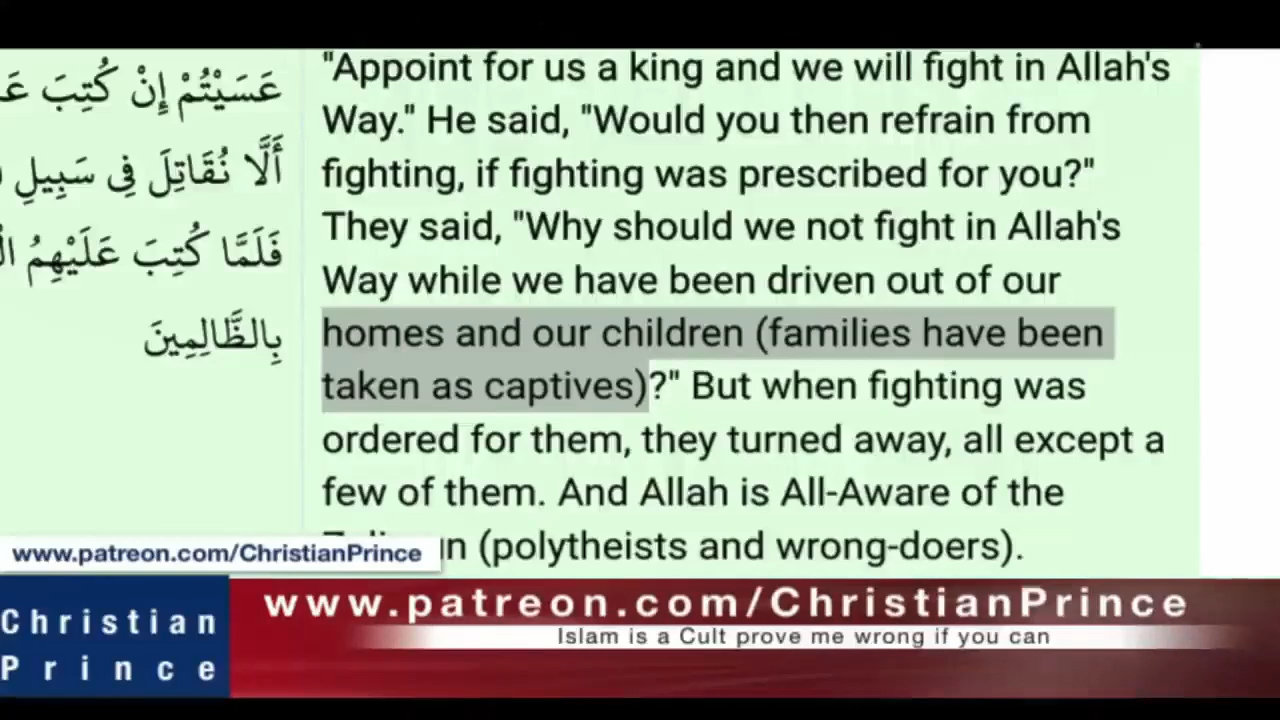 عَسَيْتُمْ إِنْ كُتِبَ
أَلَّا نُقَاتِلَ فِى سَبِيلِ
فَلَمَّا كُتِبَ عَلَيْهِمُ
بِالظَّالِمِينَ
"Appoint for us a king and we will fight in Allah's
Way." He said, "Would you then refrain from
fighting, if fighting was prescribed for you?"
They said, "Why should we not fight in Allah's
Way while we have been driven out of our
homes and our children (families have been
taken as captives)?" But when fighting was
ordered for them, they turned away, all except a
few of them. And Allah is All-Aware of the
(polytheists and wrong-doers).
www.patreon.com/ChristianPrince
Christian
Prince
www.patreon.com/ChristianPrince
Islam is a Cult prove me wrong if you can